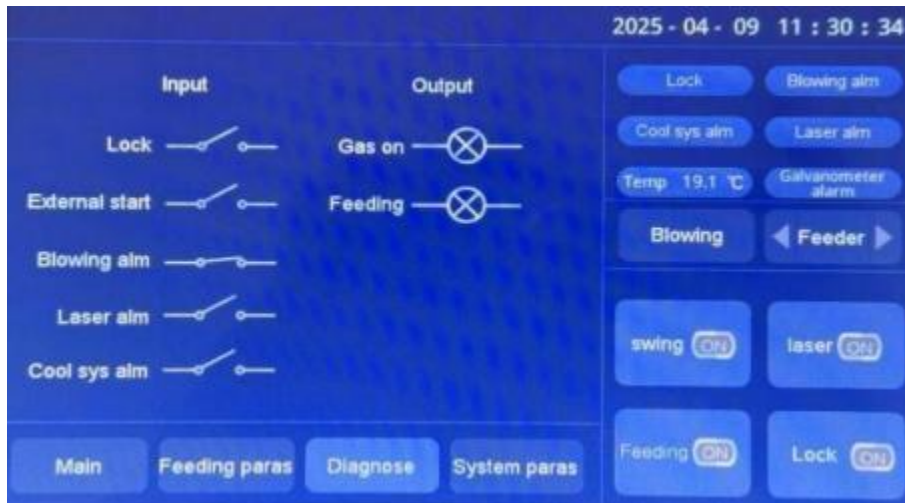 2025 - 04 - 09 11 : 30 : 34
Input
Output
Lock
Gas on
External start
Feeding
Blowing alm
Laser alm
Cool sys alm
Lock
Blowing alm
Cool sys alm
Laser alm
Temp 19.1 ℃
Galvanometer
alarm
Blowing
Feeder
swing ON
laser ON
Feeding ON
Lock ON
Main
Feeding paras
Diagnose
System paras